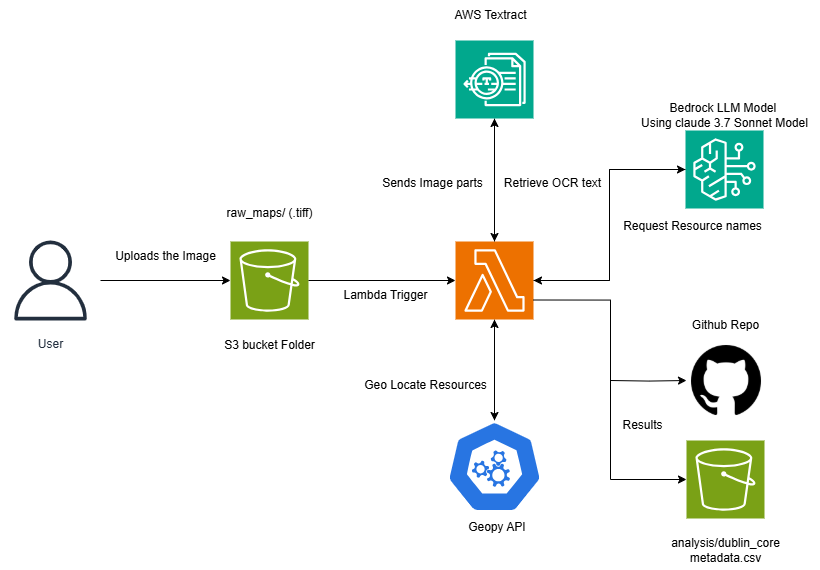 AWS Textract
Bedrock LLM Model
Using claude 3.7 Sonnet Model
Sends Image parts
Retrieve OCR text
raw_maps/ (.tiff)
Request Resource names
Uploads the Image
Lambda Trigger
User
S3 bucket Folder
Github Repo
Geo Locate Resources
Results
Geopy API
analysis/dublin_core
metadata.csv